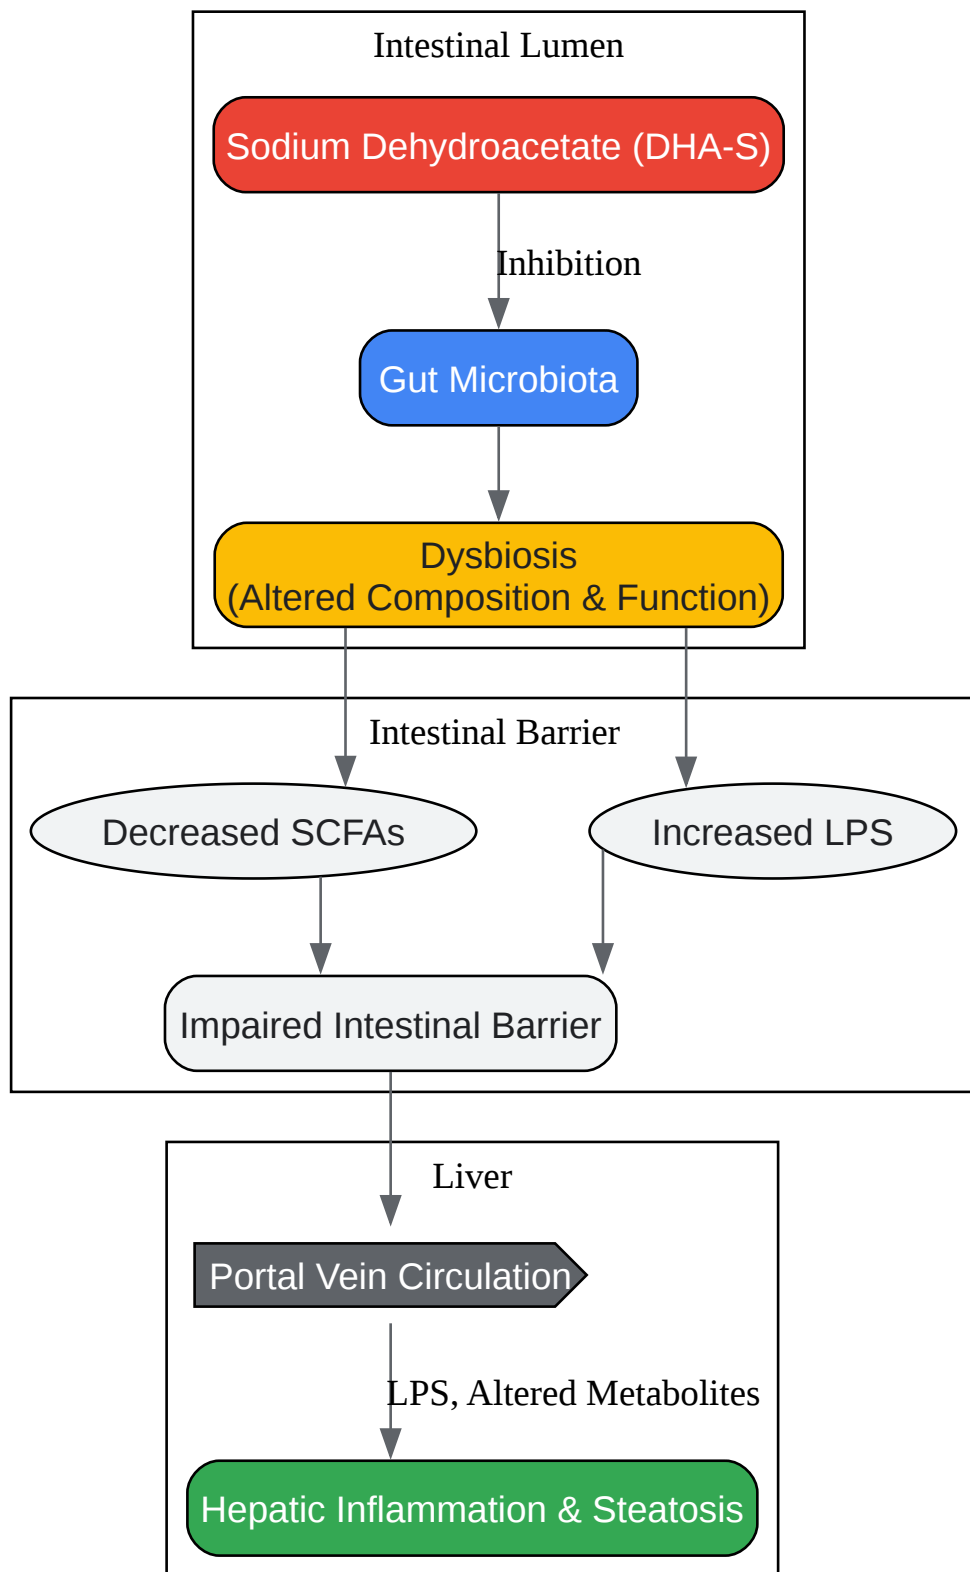 Intestinal Lumen
Sodium Dehydroacetate (DHA-S)
Inhibition
Gut Microbiota
Dysbiosis
(Altered Composition & Function)
Intestinal Barrier
Decreased SCFAs
Increased LPS
Impaired Intestinal Barrier
Liver
Portal Vein Circulation
LPS, Altered Metabolites
Hepatic Inflammation & Steatosis